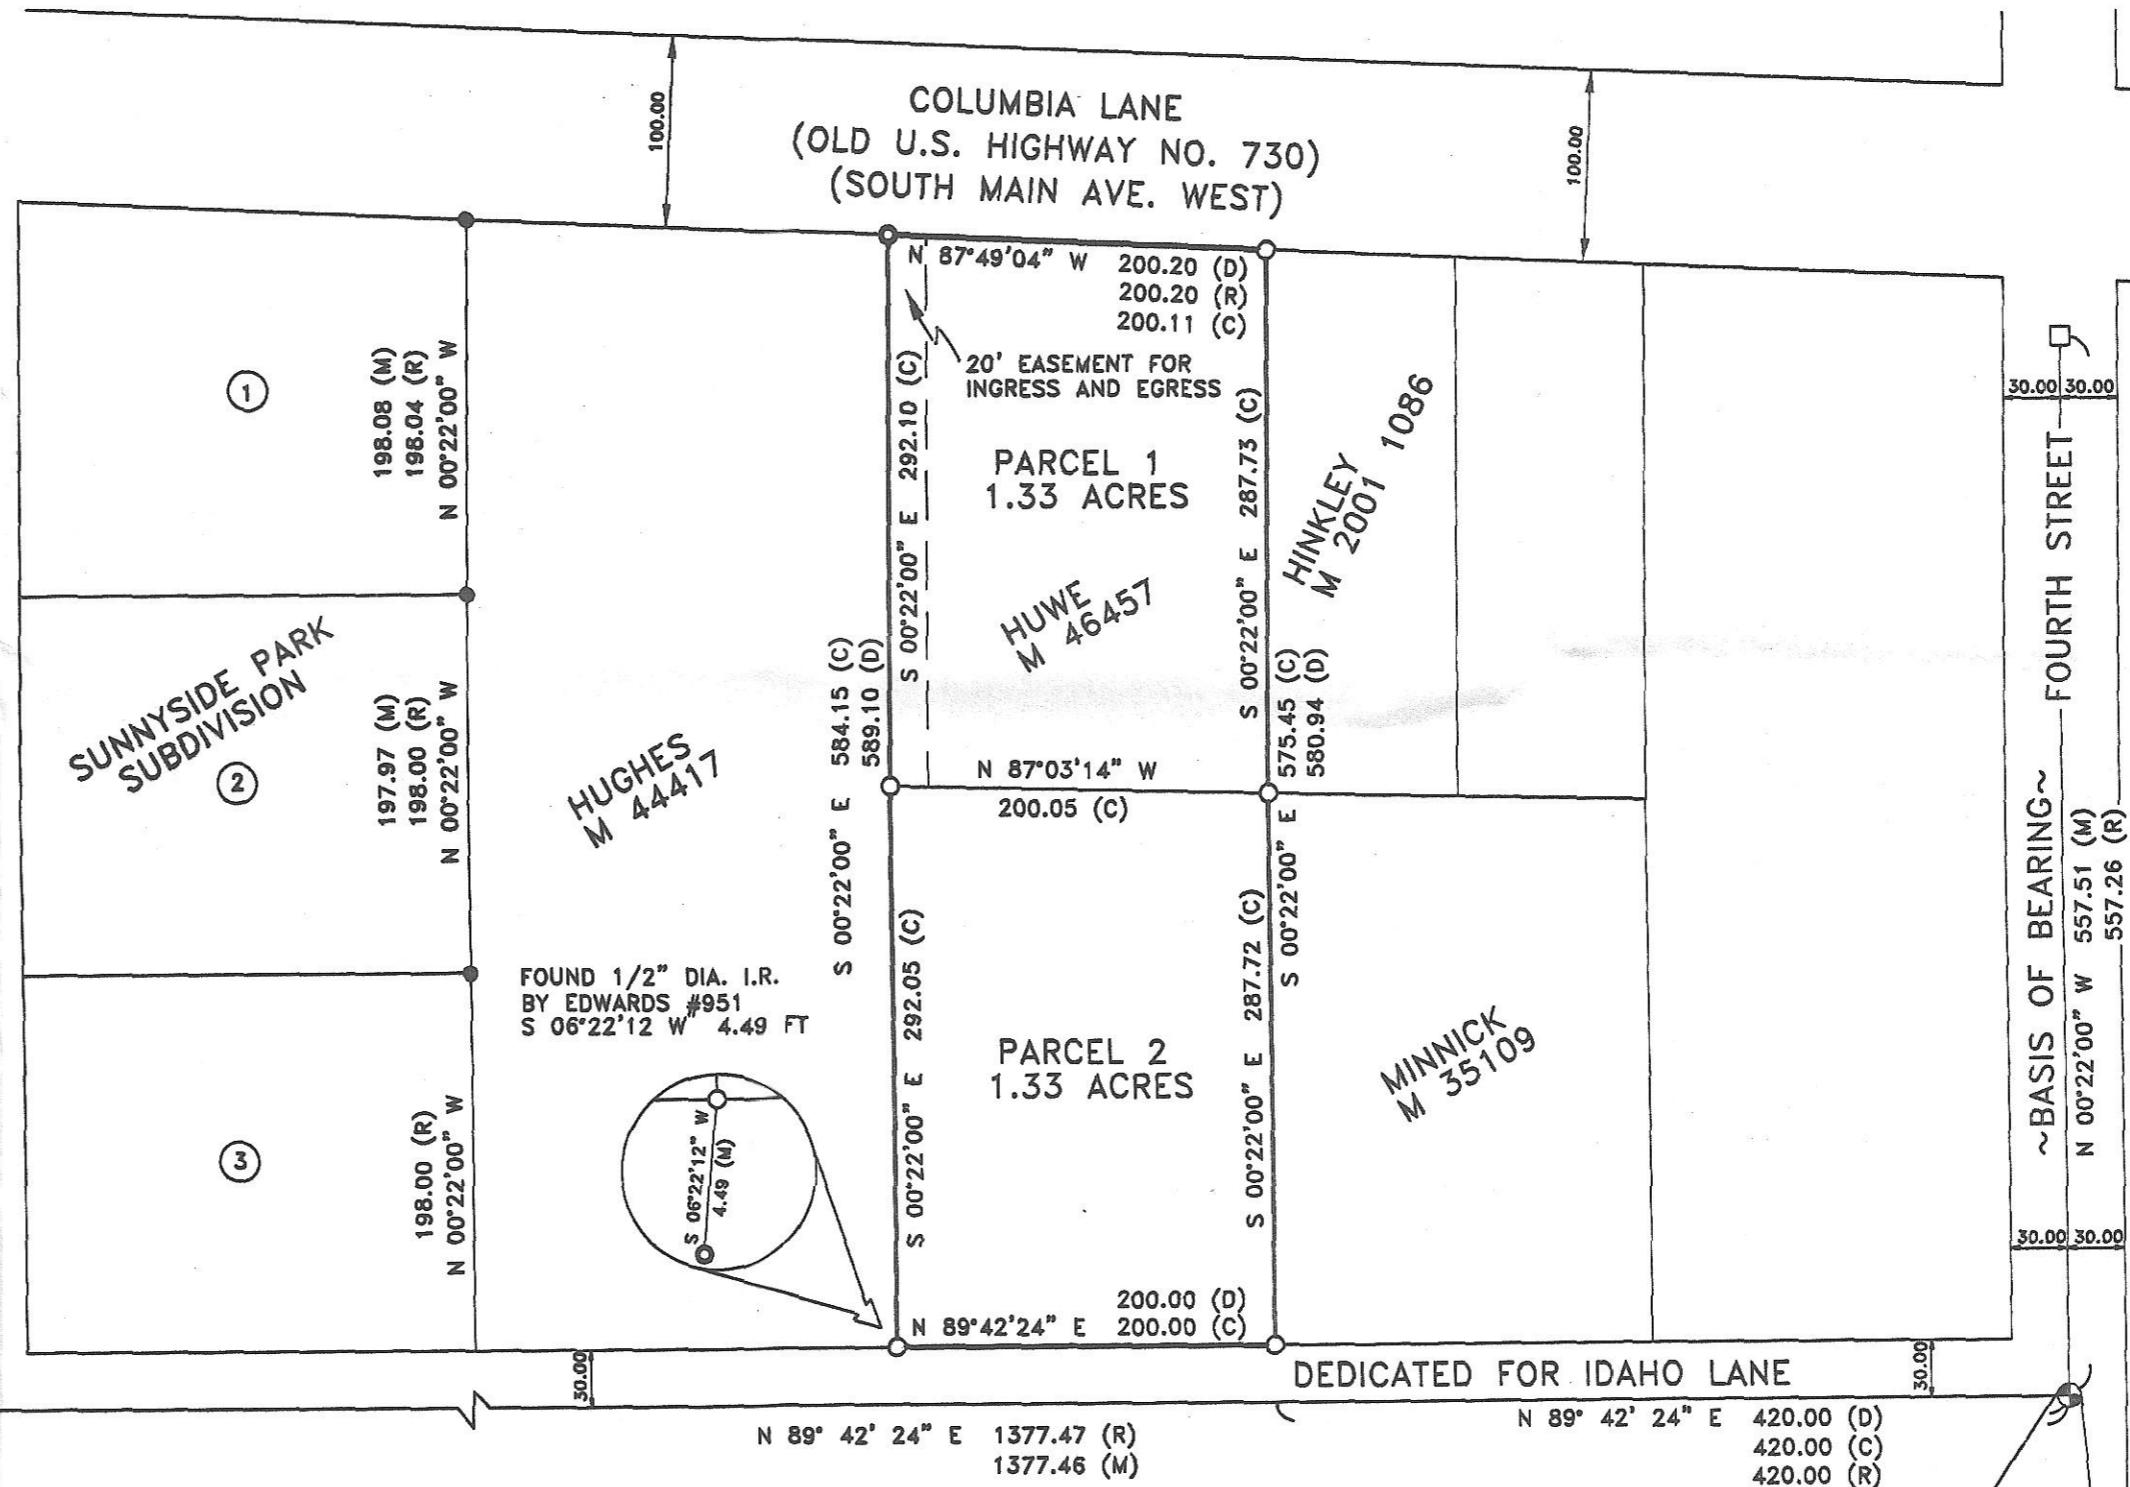 COLUMBIA LANE
(OLD U.S. HIGHWAY NO. 730)
(SOUTH MAIN AVE. WEST)
100.00
100.00
N 87°49'04" W 200.20 (D)
200.20 (R)
200.11 (C)
20' EASEMENT FOR
INGRESS AND EGRESS
PARCEL 1
1.33 ACRES
HUWE
M 46457
S 00°22'00" E 292.10 (C)
S 00°22'00" E 287.73 (C)
HINKLEY
M 2001 1086
1
198.08 (M)
198.04 (R)
N 00°22'00" W
SUNNYSIDE PARK
SUBDIVISION
2
197.97 (M)
198.00 (R)
N 00°22'00" W
HUGHES
M 44417
S 00°22'00" E 584.15 (C)
589.10 (D)
N 87°03'14" W
200.05 (C)
S 00°22'00" E 575.45 (C)
580.94 (D)
30.00 30.00
FOURTH STREET
~BASIS OF BEARING~
N 00°22'00" W 557.51 (M)
557.26 (R)
FOUND 1/2" DIA. I.R.
BY EDWARDS #951
S 06°22'12 W 4.49 FT
S 06°22'12" W
4.49 (M)
S 00°22'00" E 292.05 (C)
PARCEL 2
1.33 ACRES
S 00°22'00" E 287.72 (C)
MINNICK
M 35109
3
198.00 (R)
N 00°22'00" W
30.00 30.00
200.00 (D)
N 89°42'24" E 200.00 (C)
30.00
DEDICATED FOR IDAHO LANE
30.00
N 89° 42' 24" E 1377.47 (R)
1377.46 (M)
N 89° 42' 24" E 420.00 (D)
420.00 (C)
420.00 (R)